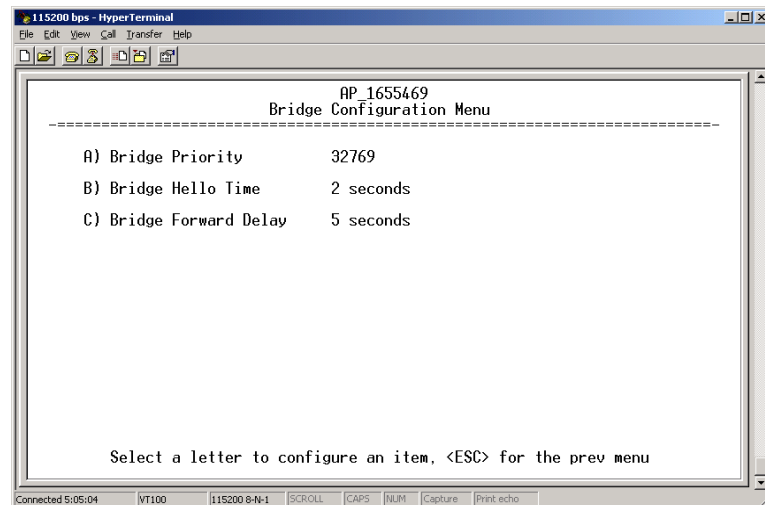 115200 bps - HyperTerminal
File Edit View Call Transfer Help
AP_1655469
Bridge Configuration Menu
-==========================================================================-
A) Bridge Priority 32769
B) Bridge Hello Time 2 seconds
C) Bridge Forward Delay 5 seconds
Select a letter to configure an item, <ESC> for the prev menu
Connected 5:05:04 VT100 115200 8-N-1 SCROLL CAPS NUM Capture Print echo